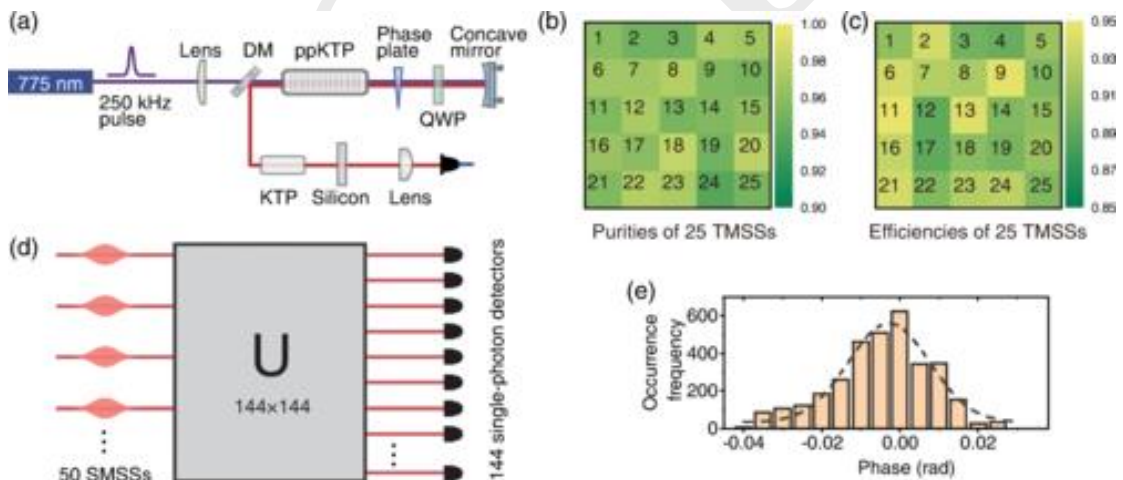 (a)
775 nm
250 kHz
pulse
Lens
DM
ppKTP
Phase
plate
Concave
mirror
QWP
KTP
Silicon
Lens
(b)
1 2 3 4 5
6 7 8 9 10
11 12 13 14 15
16 17 18 19 20
21 22 23 24 25
1.00
0.98
0.96
0.94
0.92
0.90
Purities of 25 TMSSs
(c)
1 2 3 4 5
6 7 8 9 10
11 12 13 14 15
16 17 18 19 20
21 22 23 24 25
0.95
0.93
0.91
0.89
0.87
0.85
Efficiencies of 25 TMSSs
(d)
U
144×144
50 SMSSs
144 single-photon detectors
(e)
Occurrence
frequency
600
400
200
0
-0.04 -0.02 0.00 0.02
Phase (rad)